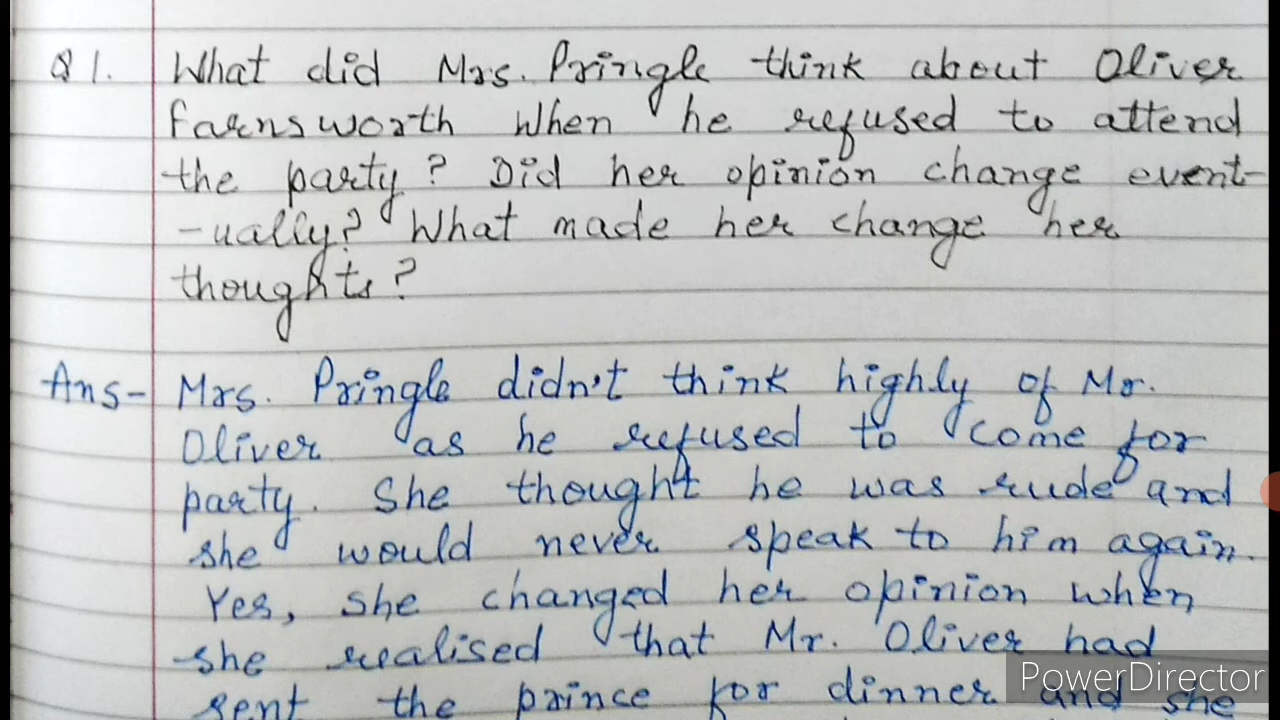 Q1. What did Mrs. Pringle think about Oliver
Farnsworth when he refused to attend
the party? Did her opinion change event-
-ually? What made her change her
thoughts?
Ans- Mrs. Pringle didn't think highly of Mr.
Oliver as he refused to come for
party. She thought he was rude and
she would never speak to him again.
Yes, she changed her opinion when
she realised that Mr. Oliver had
sent the prince for dinner and she
PowerDirector